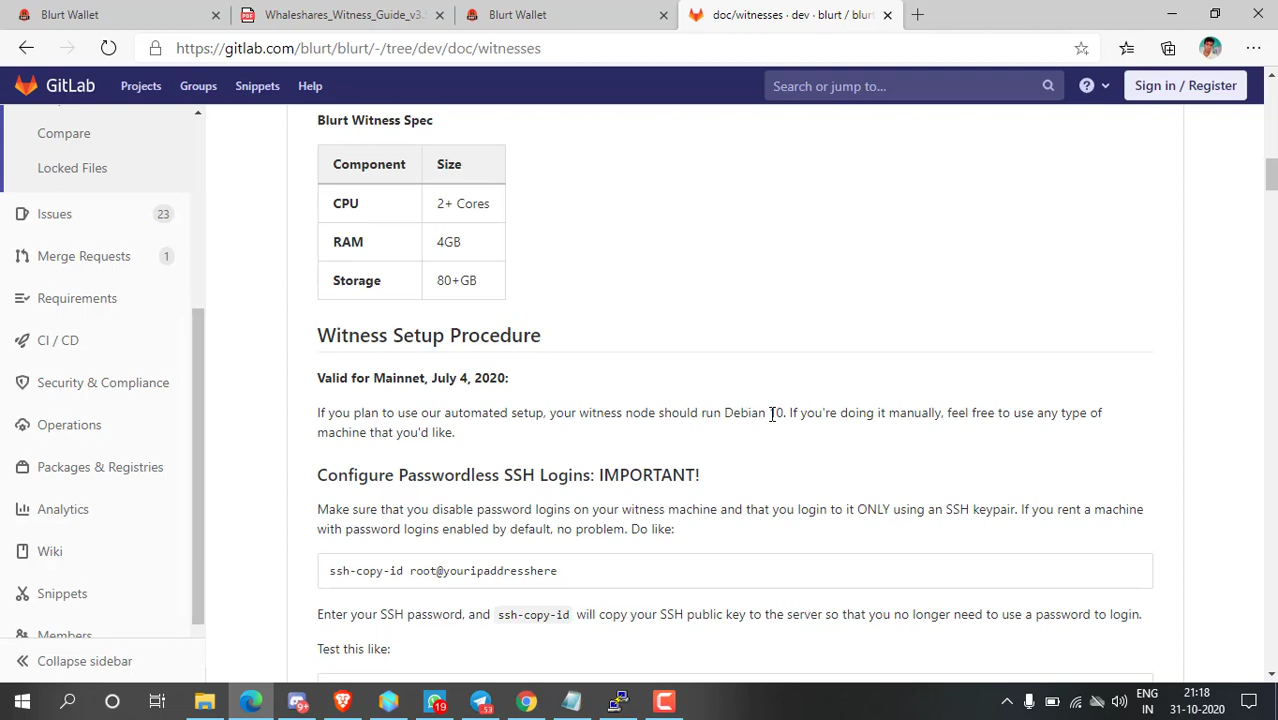 Blurt Wallet
Whaleshares_Witness_Guide_v3.
Blurt Wallet
doc/witnesses · dev · blurt / blurt
https://gitlab.com/blurt/blurt/-/tree/dev/doc/witnesses
GitLab
Projects
Groups
Snippets
Help
Search or jump to...
Sign in / Register
Compare
Locked Files
Issues 23
Merge Requests 1
Requirements
CI / CD
Security & Compliance
Operations
Packages & Registries
Analytics
Wiki
Snippets
Members
Collapse sidebar
Blurt Witness Spec
Component Size
CPU 2+ Cores
RAM 4GB
Storage 80+GB
Witness Setup Procedure
Valid for Mainnet, July 4, 2020:
If you plan to use our automated setup, your witness node should run Debian 10. If you're doing it manually, feel free to use any type of
machine that you'd like.
Configure Passwordless SSH Logins: IMPORTANT!
Make sure that you disable password logins on your witness machine and that you login to it ONLY using an SSH keypair. If you rent a machine
with password logins enabled by default, no problem. Do like:
ssh-copy-id root@youripaddresshere
Enter your SSH password, and ssh-copy-id will copy your SSH public key to the server so that you no longer need to use a password to login.
Test this like:
19
53
ENG
IN
21:18
31-10-2020